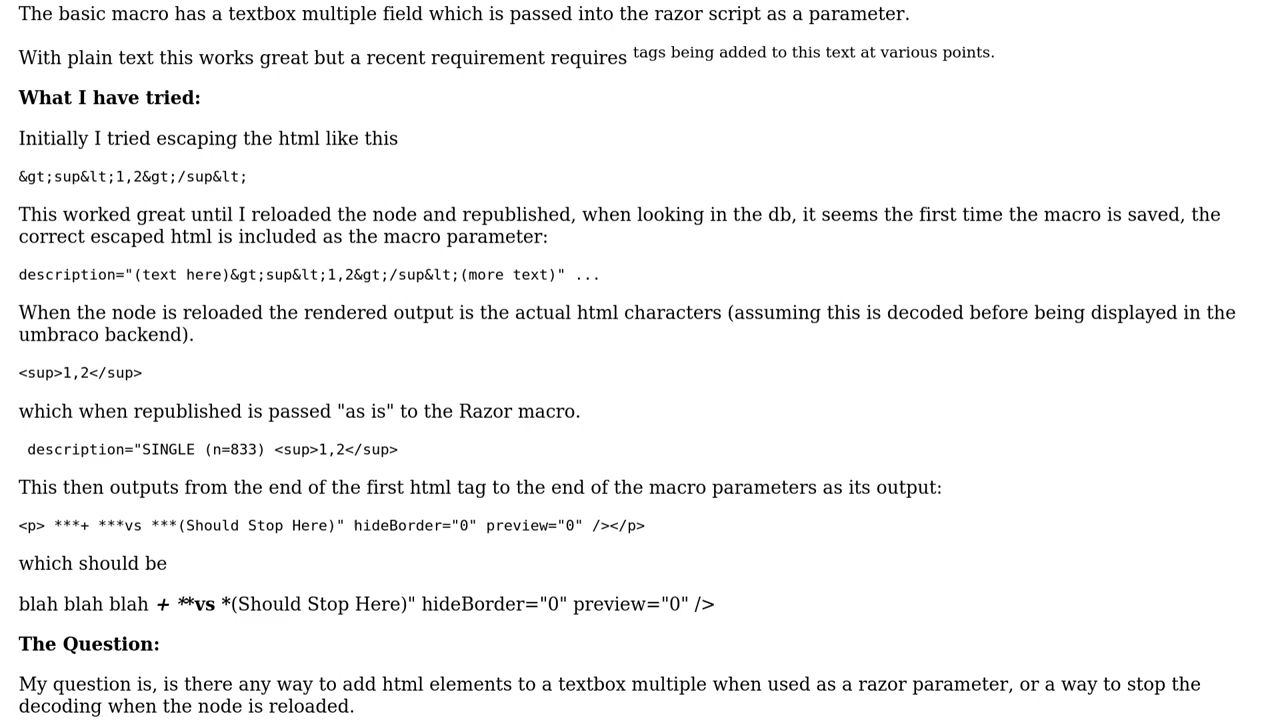 The basic macro has a textbox multiple field which is passed into the razor script as a parameter.
With plain text this works great but a recent requirement requires tags being added to this text at various points.
What I have tried:
Initially I tried escaping the html like this
&gt;sup&lt;1,2&gt;/sup&lt;
This worked great until I reloaded the node and republished, when looking in the db, it seems the first time the macro is saved, the
correct escaped html is included as the macro parameter:
description="(text here)&gt;sup&lt;1,2&gt;/sup&lt;(more text)" ...
When the node is reloaded the rendered output is the actual html characters (assuming this is decoded before being displayed in the
umbraco backend).
<sup>1,2</sup>
which when republished is passed "as is" to the Razor macro.
description="SINGLE (n=833) <sup>1,2</sup>
This then outputs from the end of the first html tag to the end of the macro parameters as its output:
<p> ***+ ***vs ***(Should Stop Here)" hideBorder="0" preview="0" /></p>
which should be
blah blah blah + **vs *(Should Stop Here)" hideBorder="0" preview="0" />
The Question:
My question is, is there any way to add html elements to a textbox multiple when used as a razor parameter, or a way to stop the
decoding when the node is reloaded.